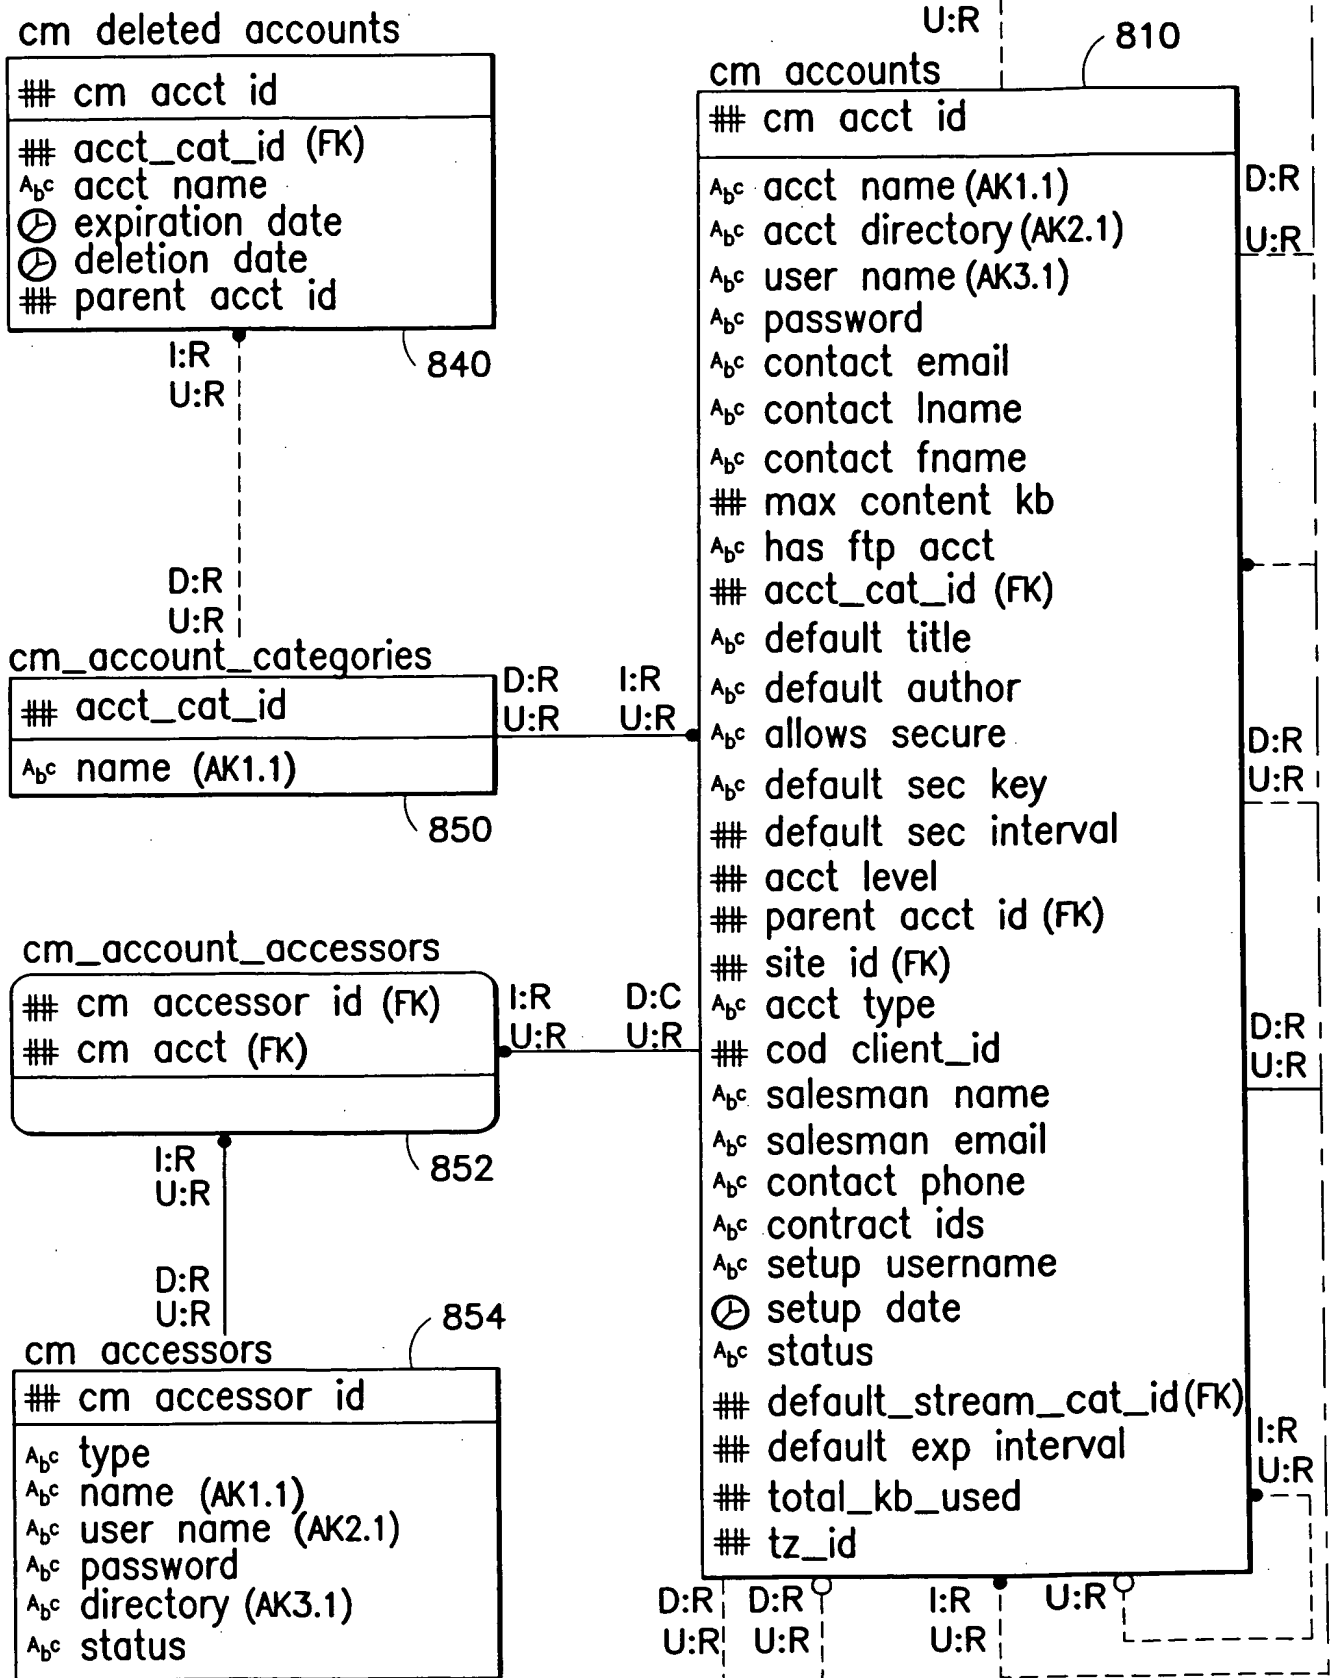 cm deleted accounts
## cm acct id
## acct_cat_id (FK)
Abc acct name
expiration date
deletion date
## parent acct id
I:R
U:R
840
D:R
U:R
cm_account_categories
## acct_cat_id
Abc name (AK1.1)
850
D:R I:R
U:R U:R
cm_account_accessors
## cm accessor id (FK)
## cm acct (FK)
852
I:R D:C
U:R U:R
I:R
U:R
D:R
U:R
854
cm accessors
## cm accessor id
Abc type
Abc name (AK1.1)
Abc user name (AK2.1)
Abc password
Abc directory (AK3.1)
Abc status
U:R
810
cm accounts
## cm acct id
Abc acct name (AK1.1)
Abc acct directory (AK2.1)
Abc user name (AK3.1)
Abc password
Abc contact email
Abc contact lname
Abc contact fname
## max content kb
Abc has ftp acct
## acct_cat_id (FK)
Abc default title
Abc default author
Abc allows secure
Abc default sec key
## default sec interval
## acct level
## parent acct id (FK)
## site id (FK)
Abc acct type
## cod client_id
Abc salesman name
Abc salesman email
Abc contact phone
Abc contract ids
Abc setup username
setup date
Abc status
## default_stream_cat_id (FK)
## default exp interval
## total_kb_used
## tz_id
D:R
U:R
D:R
U:R
D:R
U:R
I:R
U:R
D:R D:R I:R U:R
U:R U:R U:R